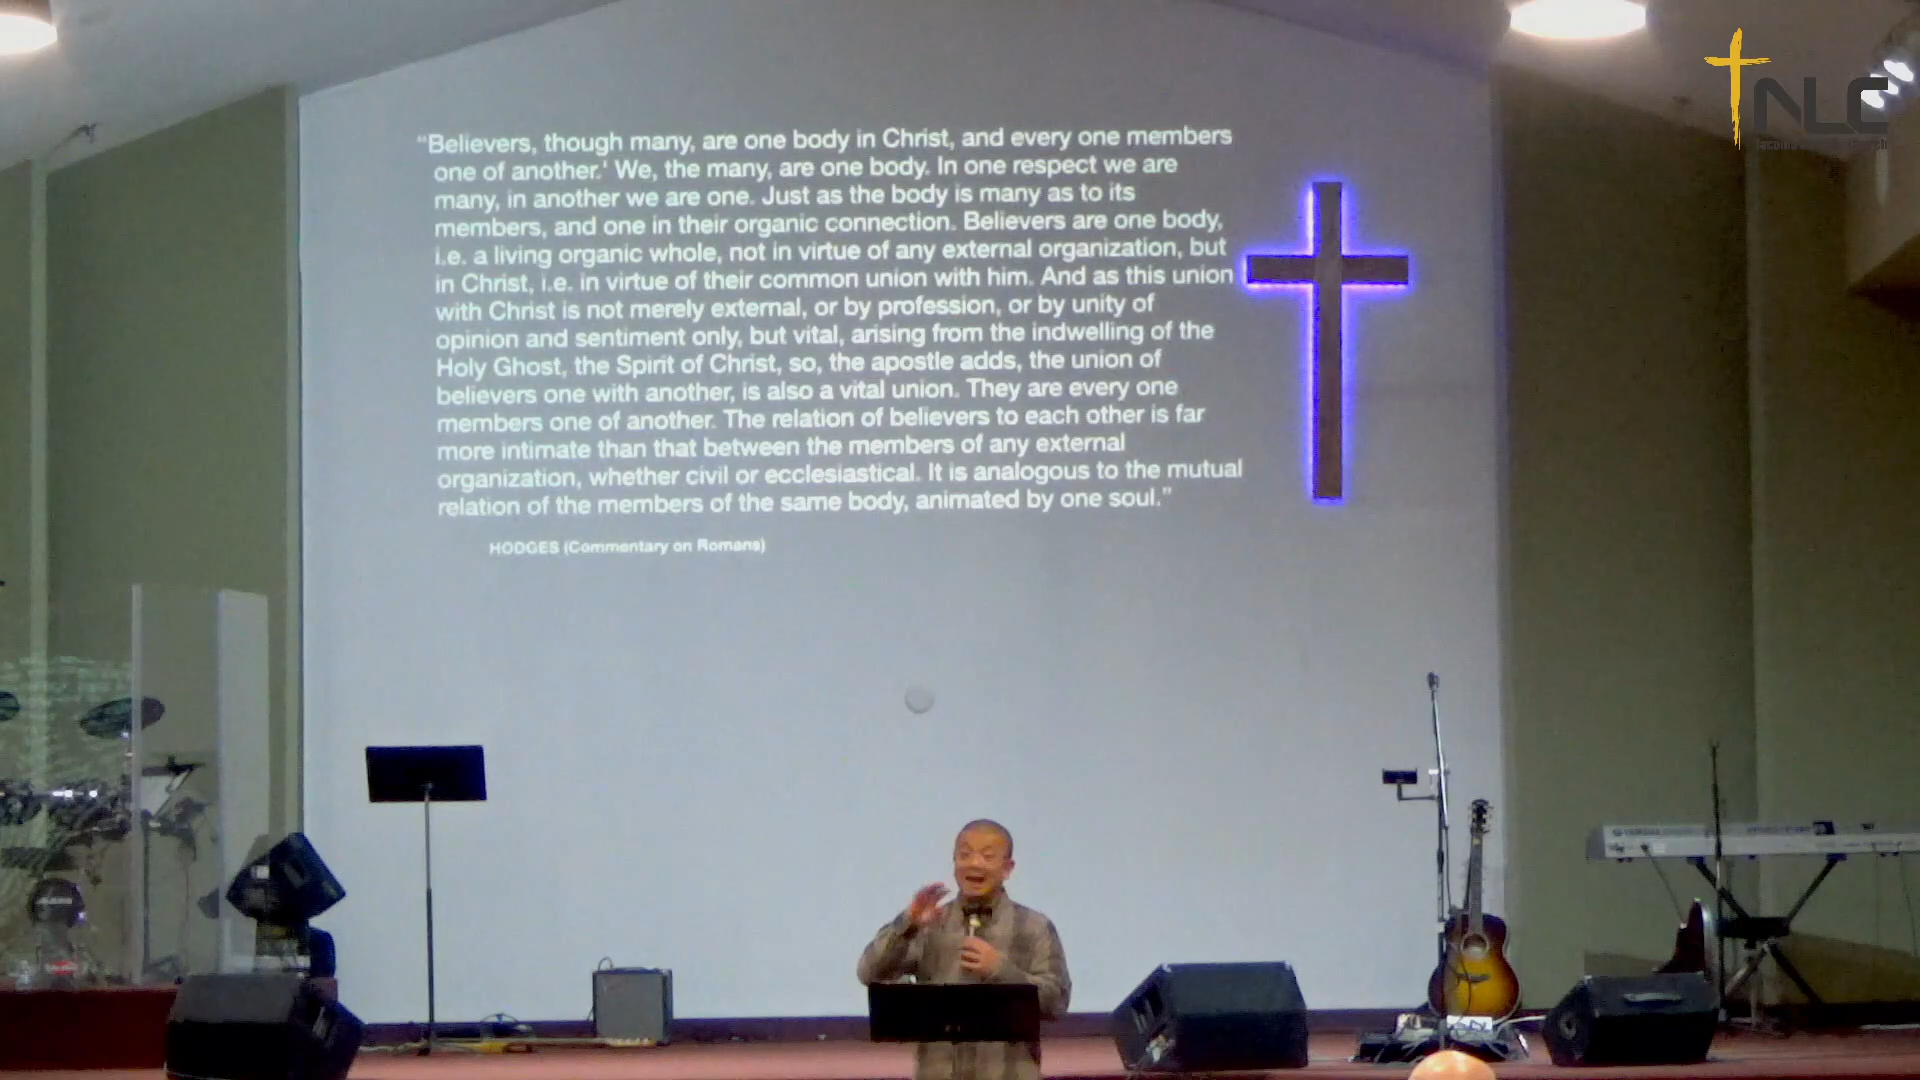 “Believers, though many, are one body in Christ, and every one members
one of another.' We, the many, are one body. In one respect we are
many, in another we are one. Just as the body is many as to its
members, and one in their organic connection. Believers are one body,
i.e. a living organic whole, not in virtue of any external organization, but
in Christ, i.e. in virtue of their common union with him. And as this union
with Christ is not merely external, or by profession, or by unity of
opinion and sentiment only, but vital, arising from the indwelling of the
Holy Ghost, the Spirit of Christ, so, the apostle adds, the union of
believers one with another, is also a vital union. They are every one
members one of another. The relation of believers to each other is far
more intimate than that between the members of any external
organization, whether civil or ecclesiastical. It is analogous to the mutual
relation of the members of the same body, animated by one soul.”
HODGES (Commentary on Romans)
NLC
Church
YAMAHA